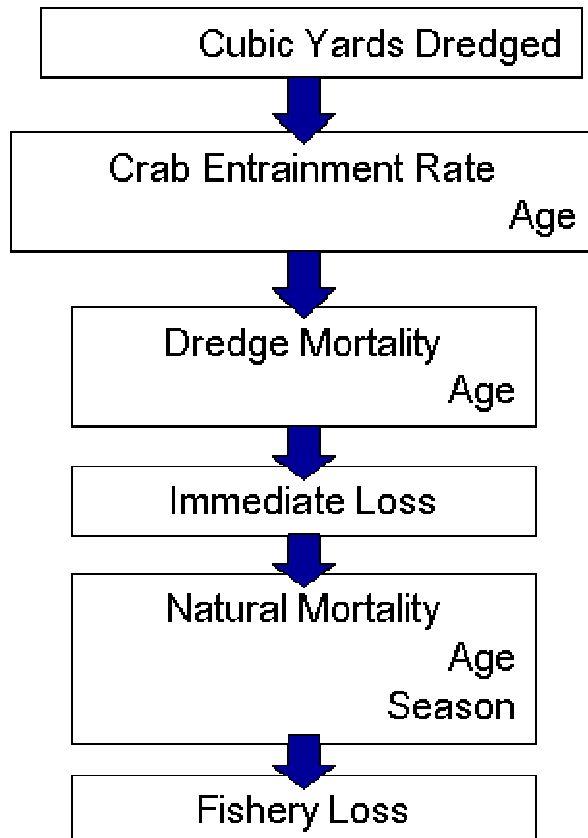 Cubic Yards Dredged
Crab Entrainment Rate
Age
Dredge Mortality
Age
Immediate Loss
Natural Mortality
Age
Season
Fishery Loss